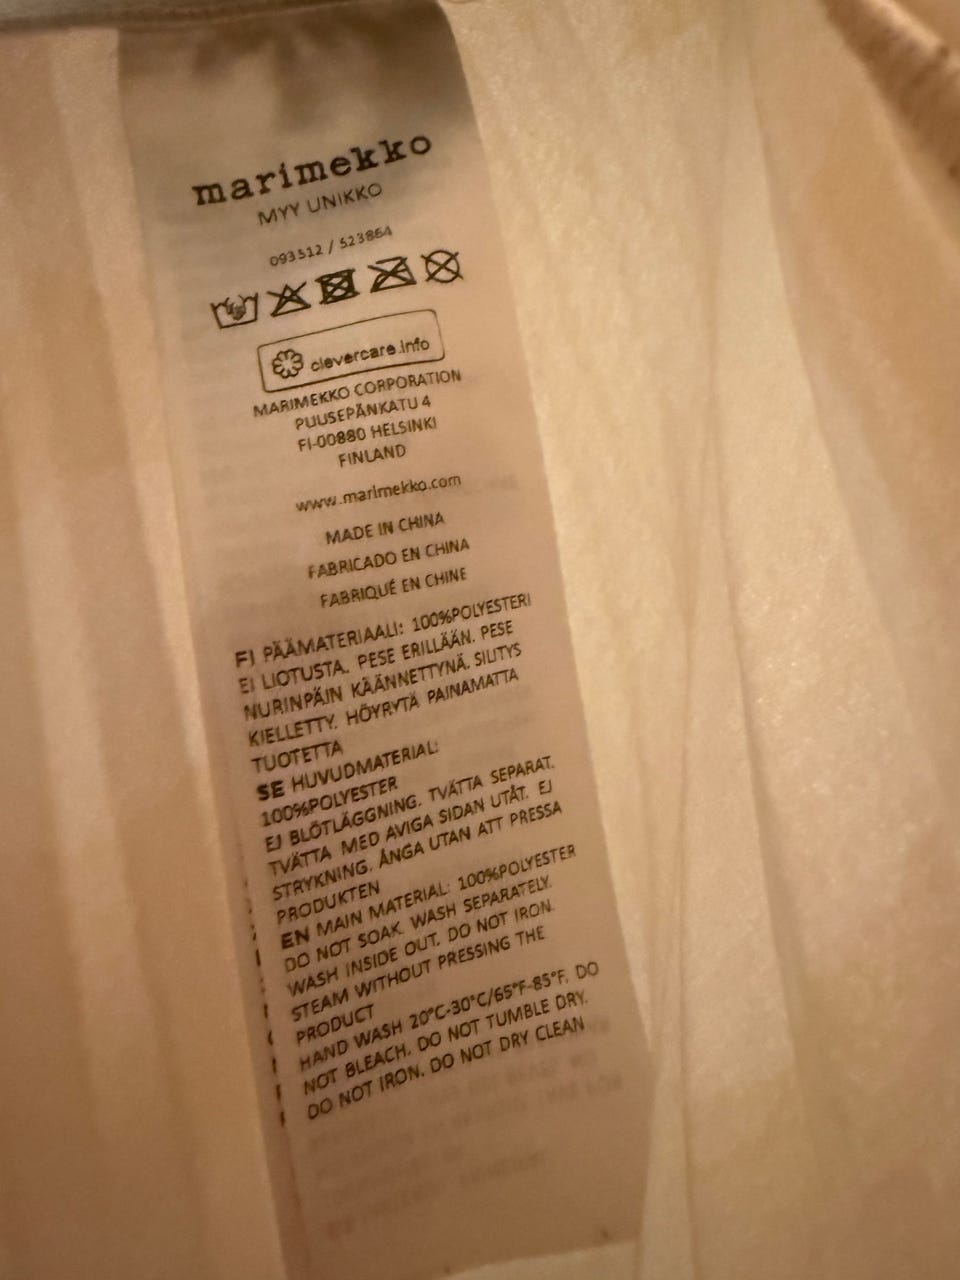 marimekko
MYY UNIKKO
093512 / 523864
clevercare.info
MARIMEKKO CORPORATION
PUUSEPÄNKATU 4
FI-00880 HELSINKI
FINLAND
www.marimekko.com
MADE IN CHINA
FABRICADO EN CHINA
FABRIQUÉ EN CHINE
FI PÄÄMATERIAALI: 100%POLYESTERI
EI LIOTUSTA. PESE ERILLÄÄN. PESE
NURINPÄIN KÄÄNNETTYNÄ. SILITYS
KIELLETTY. HÖYRYTÄ PAINAMATTA
TUOTETTA
SE HUVUDMATERIAL:
100%POLYESTER
EJ BLÖTLÄGGNING. TVÄTTA SEPARAT.
TVÄTTA MED AVIGA SIDAN UTÅT. EJ
STRYKNING. ÅNGA UTAN ATT PRESSA
PRODUKTEN
EN MAIN MATERIAL: 100%POLYESTER
DO NOT SOAK. WASH SEPARATELY.
WASH INSIDE OUT. DO NOT IRON.
STEAM WITHOUT PRESSING THE
PRODUCT
HAND WASH 20°C-30°C/65°F-85°F. DO
NOT BLEACH. DO NOT TUMBLE DRY.
DO NOT IRON. DO NOT DRY CLEAN